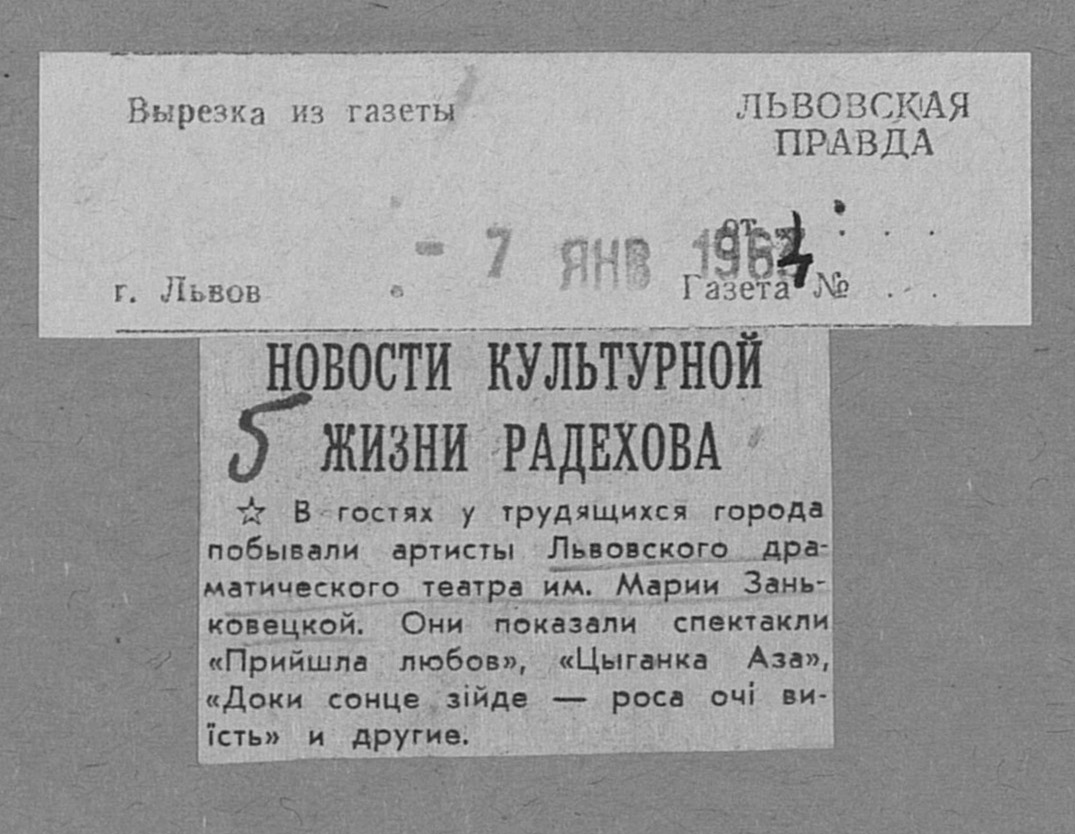 Вырезка из газеты
ЛЬВОВСКАЯ
ПРАВДА
от . . .
- 7 ЯНВ 1963 4
г. Львов
Газета № . .
НОВОСТИ КУЛЬТУРНОЙ
5 ЖИЗНИ РАДЕХОВА
☆ В гостях у трудящихся города
побывали артисты Львовского дра-
матического театра им. Марии Зань-
ковецкой. Они показали спектакли
«Прийшла любов», «Цыганка Аза»,
«Доки сонце зійде — роса очі ви-
їсть» и другие.